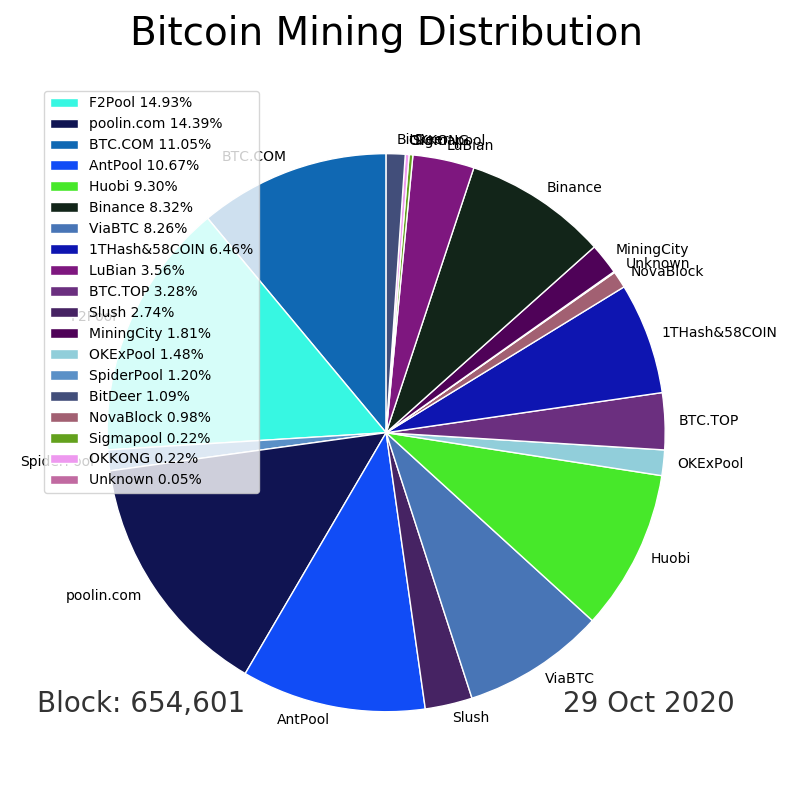 Bitcoin Mining Distribution
F2Pool 14.93%
poolin.com 14.39%
BTC.COM 11.05%
AntPool 10.67%
Huobi 9.30%
Binance 8.32%
ViaBTC 8.26%
1THash&58COIN 6.46%
LuBian 3.56%
BTC.TOP 3.28%
Slush 2.74%
MiningCity 1.81%
OKExPool 1.48%
SpiderPool 1.20%
BitDeer 1.09%
NovaBlock 0.98%
Sigmapool 0.22%
OKKONG 0.22%
Unknown 0.05%
BTC.COM
F2Pool
SpiderPool
poolin.com
AntPool
Slush
ViaBTC
Huobi
OKExPool
BTC.TOP
1THash&58COIN
NovaBlock
Unknown
MiningCity
Binance
LuBian
Block: 654,601
29 Oct 2020